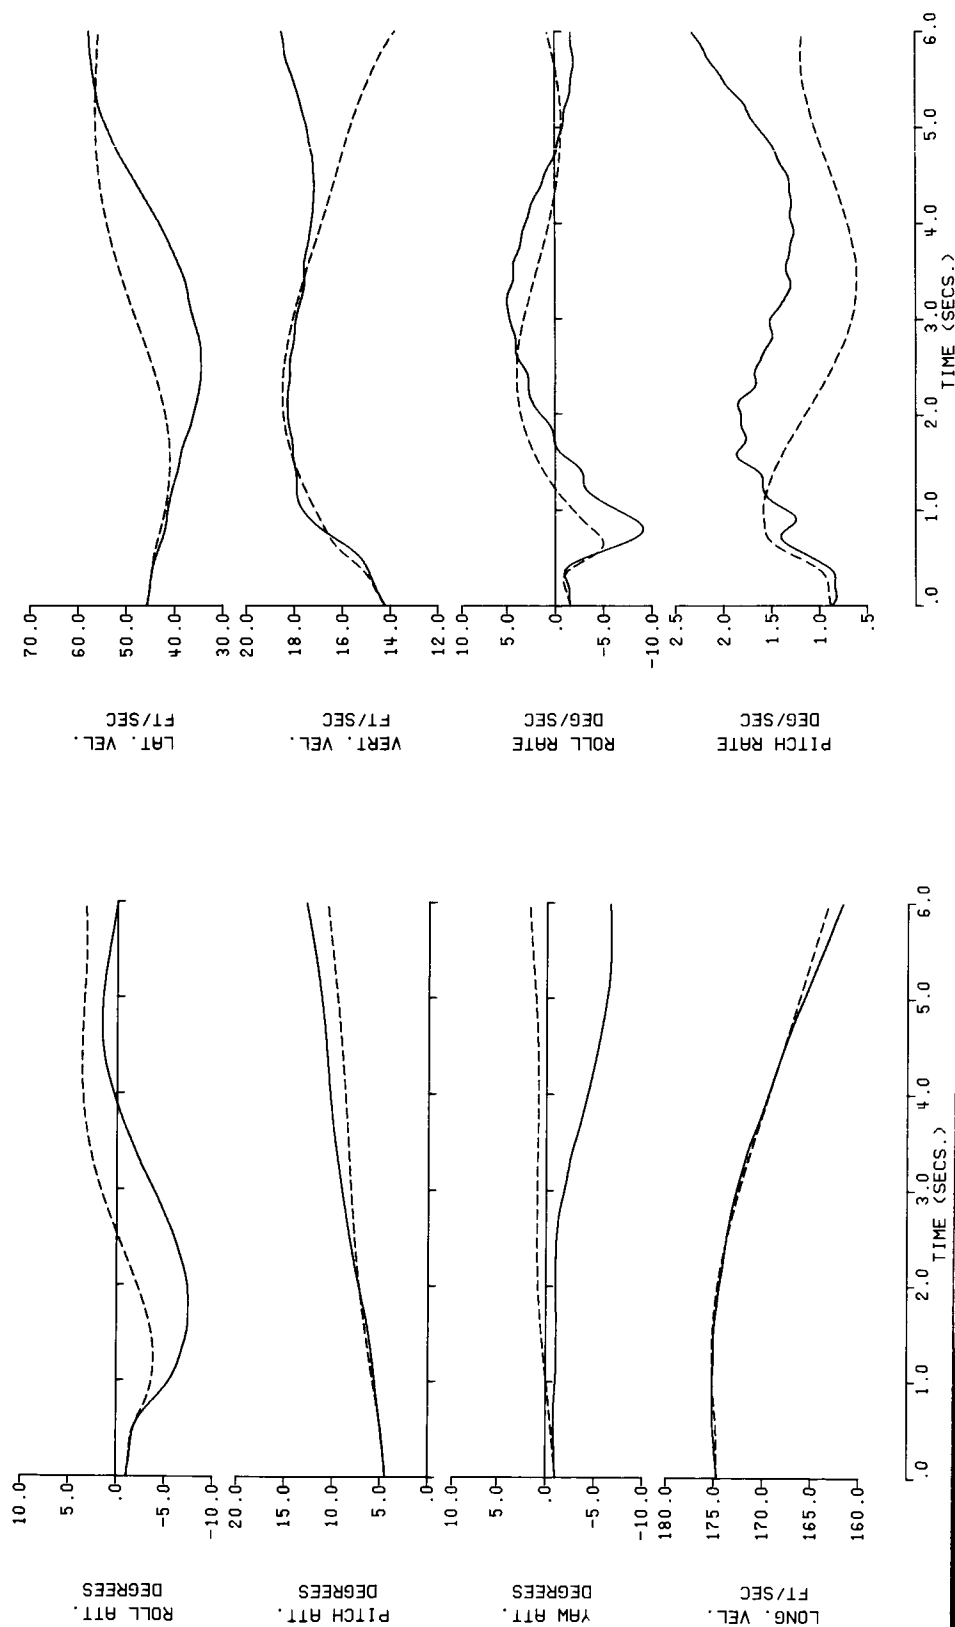 ROLL ATT.
DEGREES
10.0
5.0
.0
-5.0
-10.0
PITCH ATT.
DEGREES
20.0
15.0
10.0
5.0
.0
YAW ATT.
DEGREES
10.0
5.0
.0
-5.0
-10.0
LONG. VEL.
FT/SEC
180.0
175.0
170.0
165.0
160.0
.0 1.0 2.0 3.0 4.0 5.0 6.0
TIME (SECS.)
LAT. VEL.
FT/SEC
70.0
60.0
50.0
40.0
30.0
VERT. VEL.
FT/SEC
20.0
18.0
16.0
14.0
12.0
ROLL RATE
DEG/SEC
10.0
5.0
.0
-5.0
-10.0
PITCH RATE
DEG/SEC
2.5
2.0
1.5
1.0
.5
.0 1.0 2.0 3.0 4.0 5.0 6.0
TIME (SECS.)